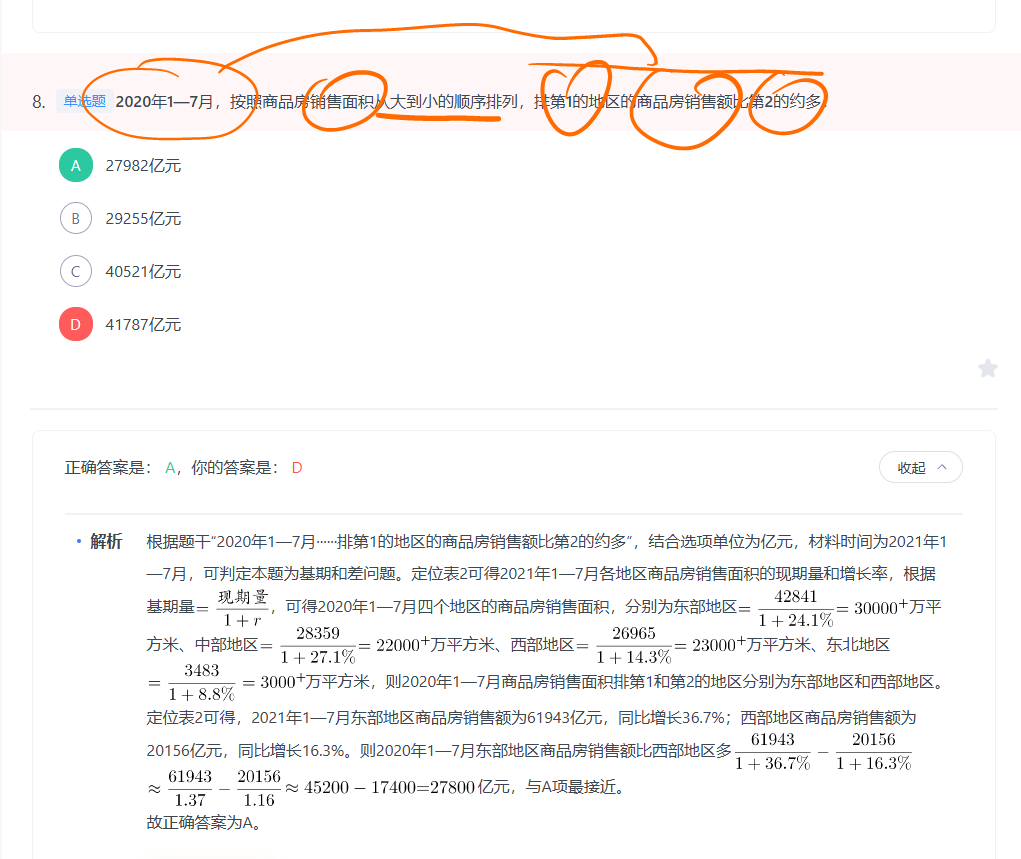 8. 单选题 2020年1—7月，按照商品房销售面积从大到小的顺序排列，排第1的地区的商品房销售额比第2的约多:
A 27982亿元
B 29255亿元
C 40521亿元
D 41787亿元
正确答案是： A，你的答案是： D
收起
• 解析 根据题干“2020年1—7月······排第1的地区的商品房销售额比第2的约多”，结合选项单位为亿元，材料时间为2021年1
—7月，可判定本题为基期和差问题。定位表2可得2021年1—7月各地区商品房销售面积的现期量和增长率，根据
基期量= 现期量/(1 + r)，可得2020年1—7月四个地区的商品房销售面积，分别为东部地区= 42841/(1 + 24.1%) = 30000⁺万平
方米、中部地区= 28359/(1 + 27.1%) = 22000⁺万平方米、西部地区= 26965/(1 + 14.3%) = 23000⁺万平方米、东北地区
= 3483/(1 + 8.8%) = 3000⁺万平方米，则2020年1—7月商品房销售面积排第1和第2的地区分别为东部地区和西部地区。
定位表2可得，2021年1—7月东部地区商品房销售额为61943亿元，同比增长36.7%；西部地区商品房销售额为
20156亿元，同比增长16.3%。则2020年1—7月东部地区商品房销售额比西部地区多 61943/(1 + 36.7%) − 20156/(1 + 16.3%)
≈ 61943/1.37 − 20156/1.16 ≈ 45200 − 17400=27800亿元，与A项最接近。
故正确答案为A。